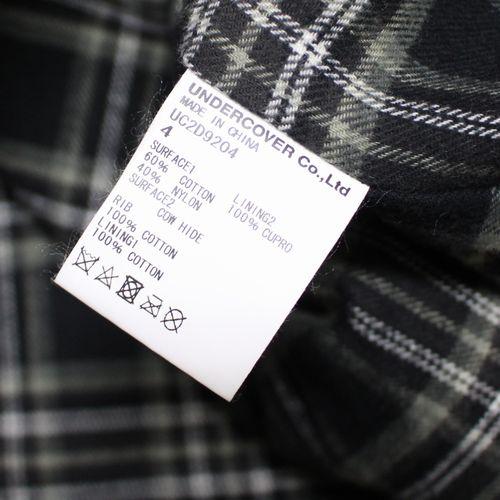 UNDERCOVER Co.,Ltd
MADE IN CHINA
UC2D9204
4
SURFACE1
60% COTTON
40% NYLON
SURFACE2
COW HIDE
RIB
100% COTTON
LINING1
100% COTTON
LINING2
100% CUPRO